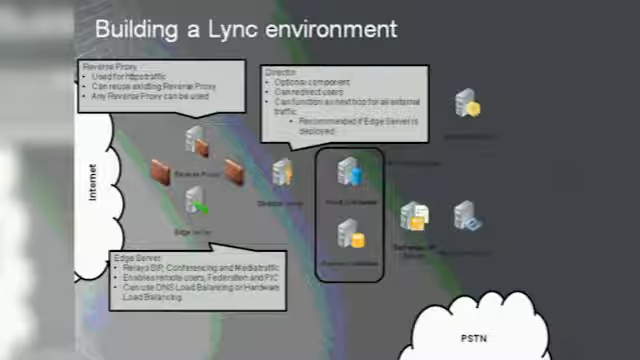 Building a Lync environment
Reverse Proxy
• Used for https traffic
• Can reuse existing Reverse Proxy
• Any Reverse Proxy can be used
Director
• Optional component
• Can redirect users
• Can function as next hop for all external
traffic
• Recommended if Edge Server is
deployed
Internet
Reverse Proxy
Edge Server
Edge Server
• Relays SIP, Conferencing and Media traffic
• Enables remote users, Federation and PIC
• Can use DNS Load Balancing or Hardware
Load Balancing
PSTN